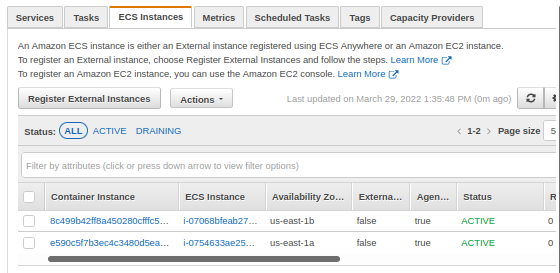 Services Tasks ECS Instances Metrics Scheduled Tasks Tags Capacity Providers
An Amazon ECS instance is either an External instance registered using ECS Anywhere or an Amazon EC2 instance.
To register an External instance, choose Register External Instances and follow the steps. Learn More
To register an Amazon EC2 instance, you can use the Amazon EC2 console. Learn More
Register External Instances Actions Last updated on March 29, 2022 1:35:48 PM (0m ago)
Status: ALL ACTIVE DRAINING < 1-2 > Page size 5
Filter by attributes (click or press down arrow to view filter options)
Container Instance ECS Instance Availability Zo... Externa... Agen... Status R
8c499b42ff8a450280cfffc5... i-07068bfeab27... us-east-1b false true ACTIVE 0
e590c5f7b3ec4c3480d5ea... i-0754633ae25... us-east-1a false true ACTIVE 0